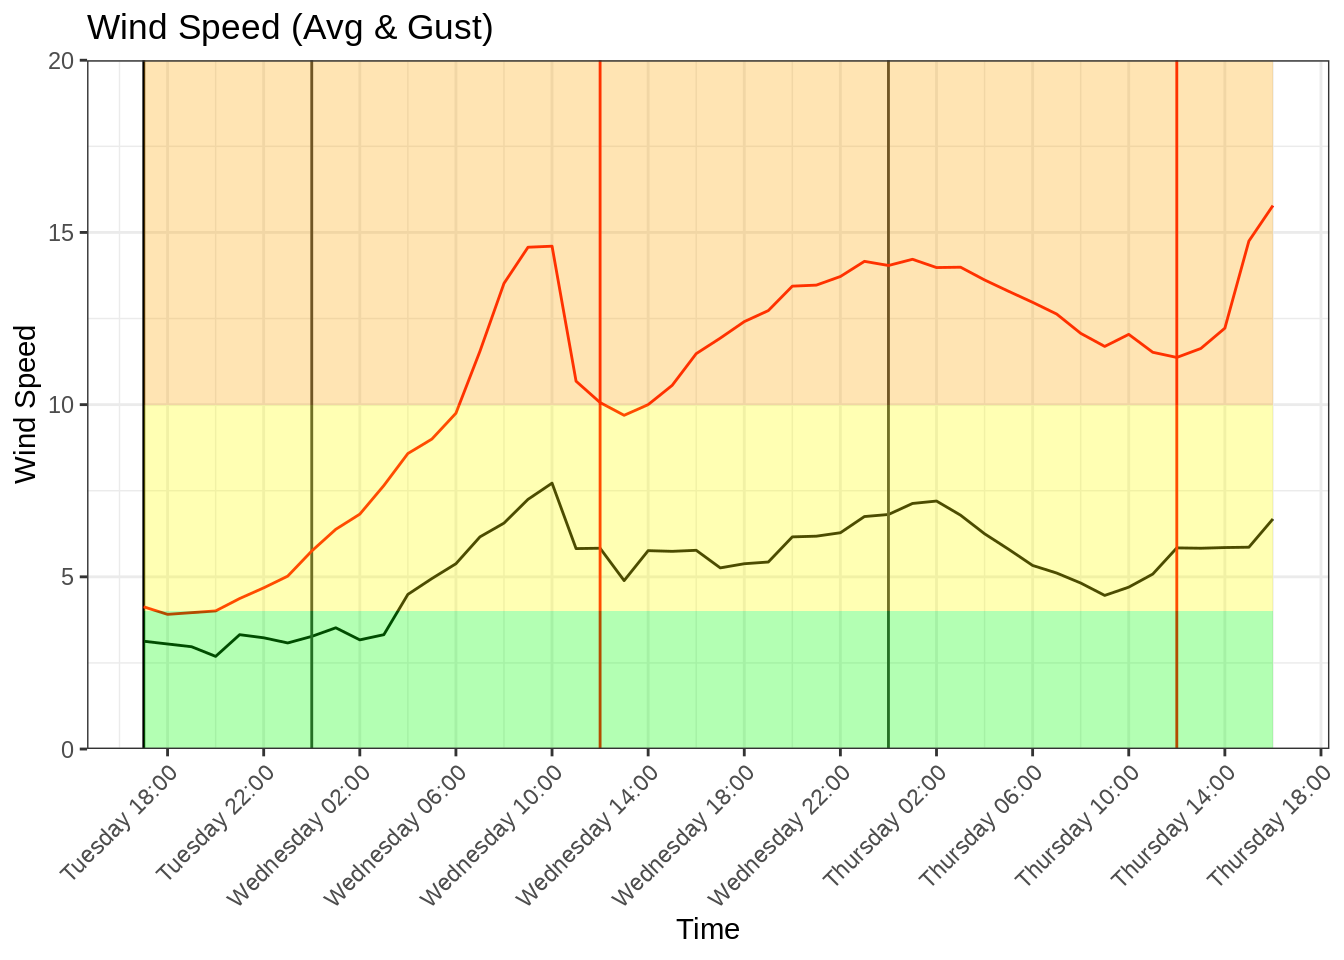 Wind Speed (Avg & Gust)
20
15
10
5
0
Wind Speed
Tuesday 18:00
Tuesday 22:00
Wednesday 02:00
Wednesday 06:00
Wednesday 10:00
Wednesday 14:00
Wednesday 18:00
Wednesday 22:00
Thursday 02:00
Thursday 06:00
Thursday 10:00
Thursday 14:00
Thursday 18:00
Time